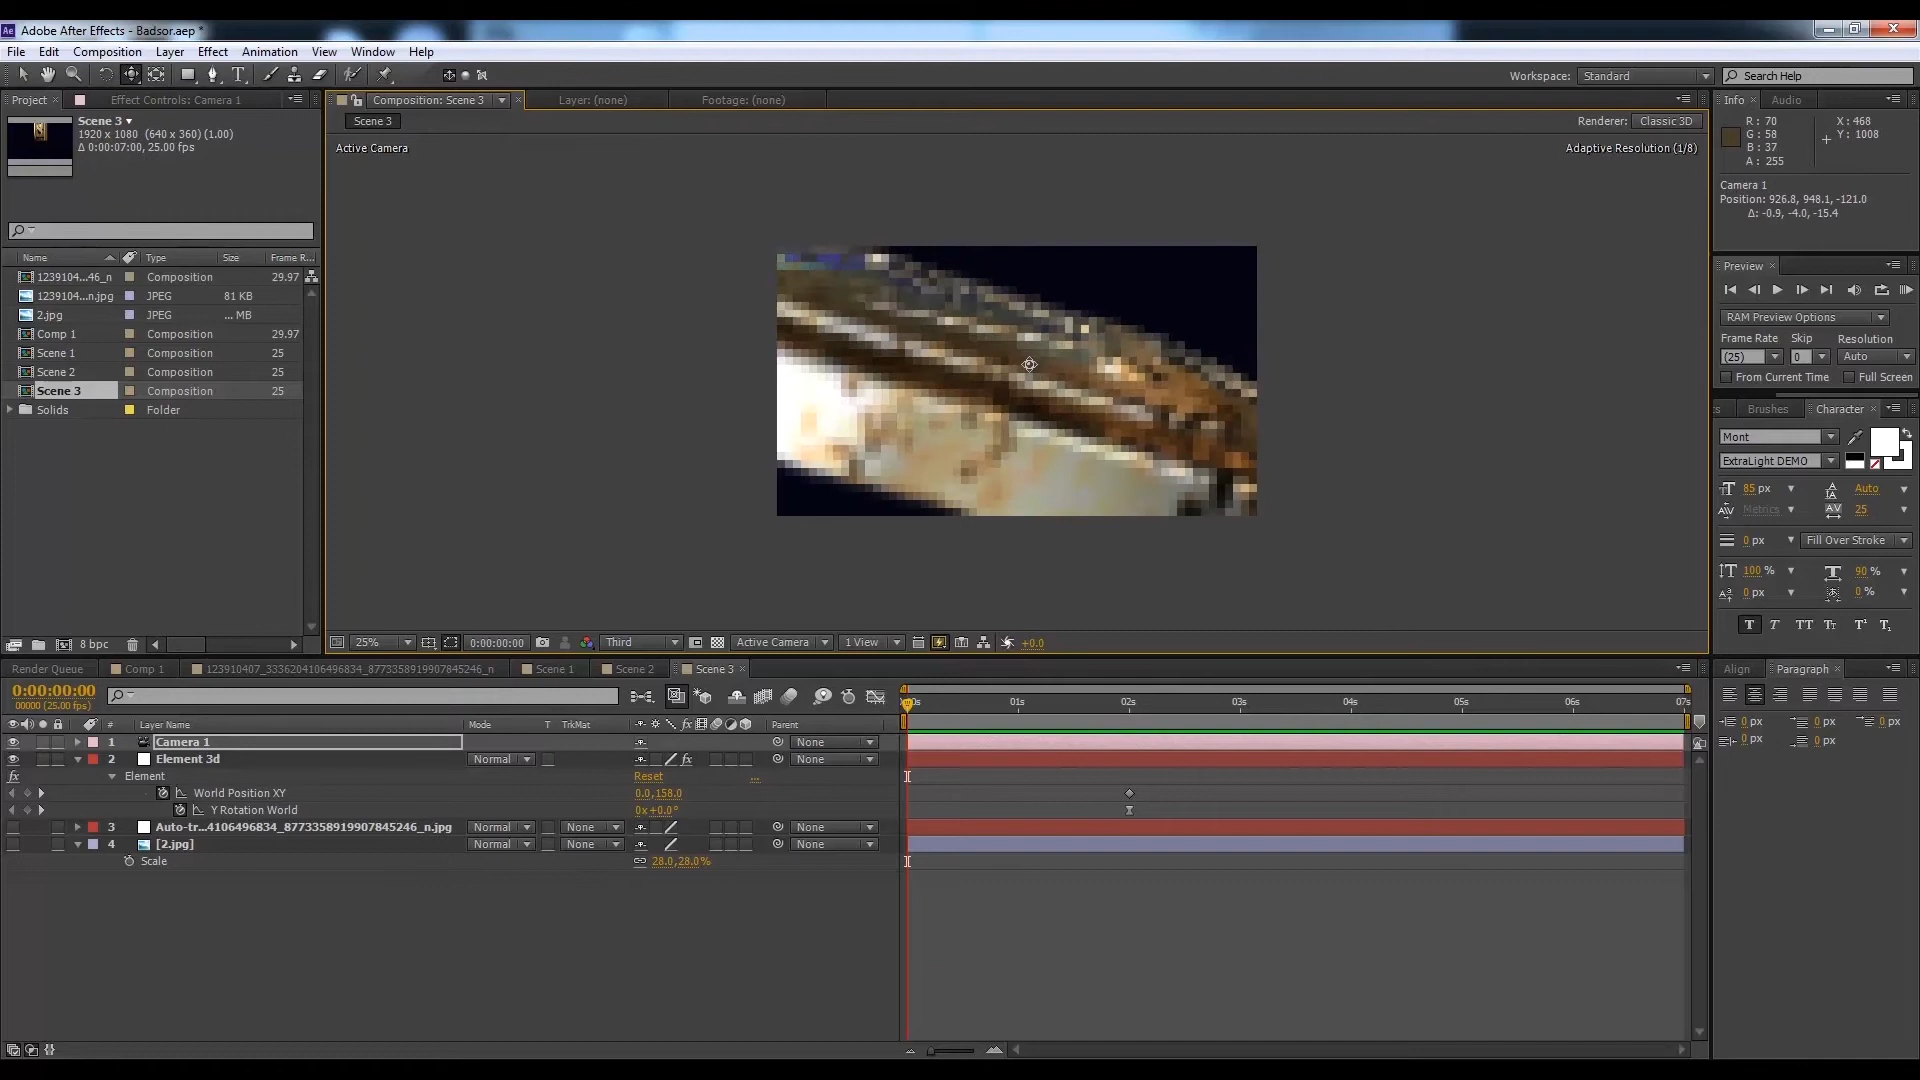 Ae Adobe After Effects - Badsor.aep *
File Edit Composition Layer Effect Animation View Window Help
Workspace: Standard Search Help
Project Effect Controls: Camera 1
Composition: Scene 3 Layer: (none) Footage: (none)
Info Audio
Scene 3
1920 x 1080 (640 x 360) (1.00)
Δ 0:00:07:00, 25.00 fps
Scene 3
Renderer: Classic 3D
Active Camera
Adaptive Resolution (1/8)
R: 70
G: 58
B: 37
A: 255
X: 468
Y: 1008
Camera 1
Position: 926.8, 948.1, -121.0
Δ: -0.9, -4.0, -15.4
Name Type Size Frame R...
1239104...46_n Composition 29.97
1239104...n.jpg JPEG 81 KB
2.jpg JPEG ... MB
Comp 1 Composition 29.97
Scene 1 Composition 25
Scene 2 Composition 25
Scene 3 Composition 25
Solids Folder
Preview
RAM Preview Options
Frame Rate Skip Resolution
(25) 0 Auto
From Current Time Full Screen
Brushes Character
Mont
ExtraLight DEMO
85 px Auto
Metrics 25
0 px Fill Over Stroke
100 % 90 %
0 px 0 %
T T TT Tт T¹ T₁
8 bpc
25% 0:00:00:00 Third Active Camera 1 View +0.0
Render Queue Comp 1 123910407_3336204106496834_8773358919907845246_n Scene 1 Scene 2 Scene 3
Align Paragraph
0:00:00:00
00000 (25.00 fps)
0 px 0 px 0 px
0 px 0 px
# Layer Name Mode T TrkMat Parent
01s 02s 03s 04s 05s 06s 07s
1 Camera 1 None
2 Element 3d Normal None
Element Reset ...
World Position XY 0.0,158.0
Y Rotation World 0x+0.0°
3 Auto-tr...4106496834_8773358919907845246_n.jpg Normal None None
4 [2.jpg] Normal None None
Scale 28.0,28.0%